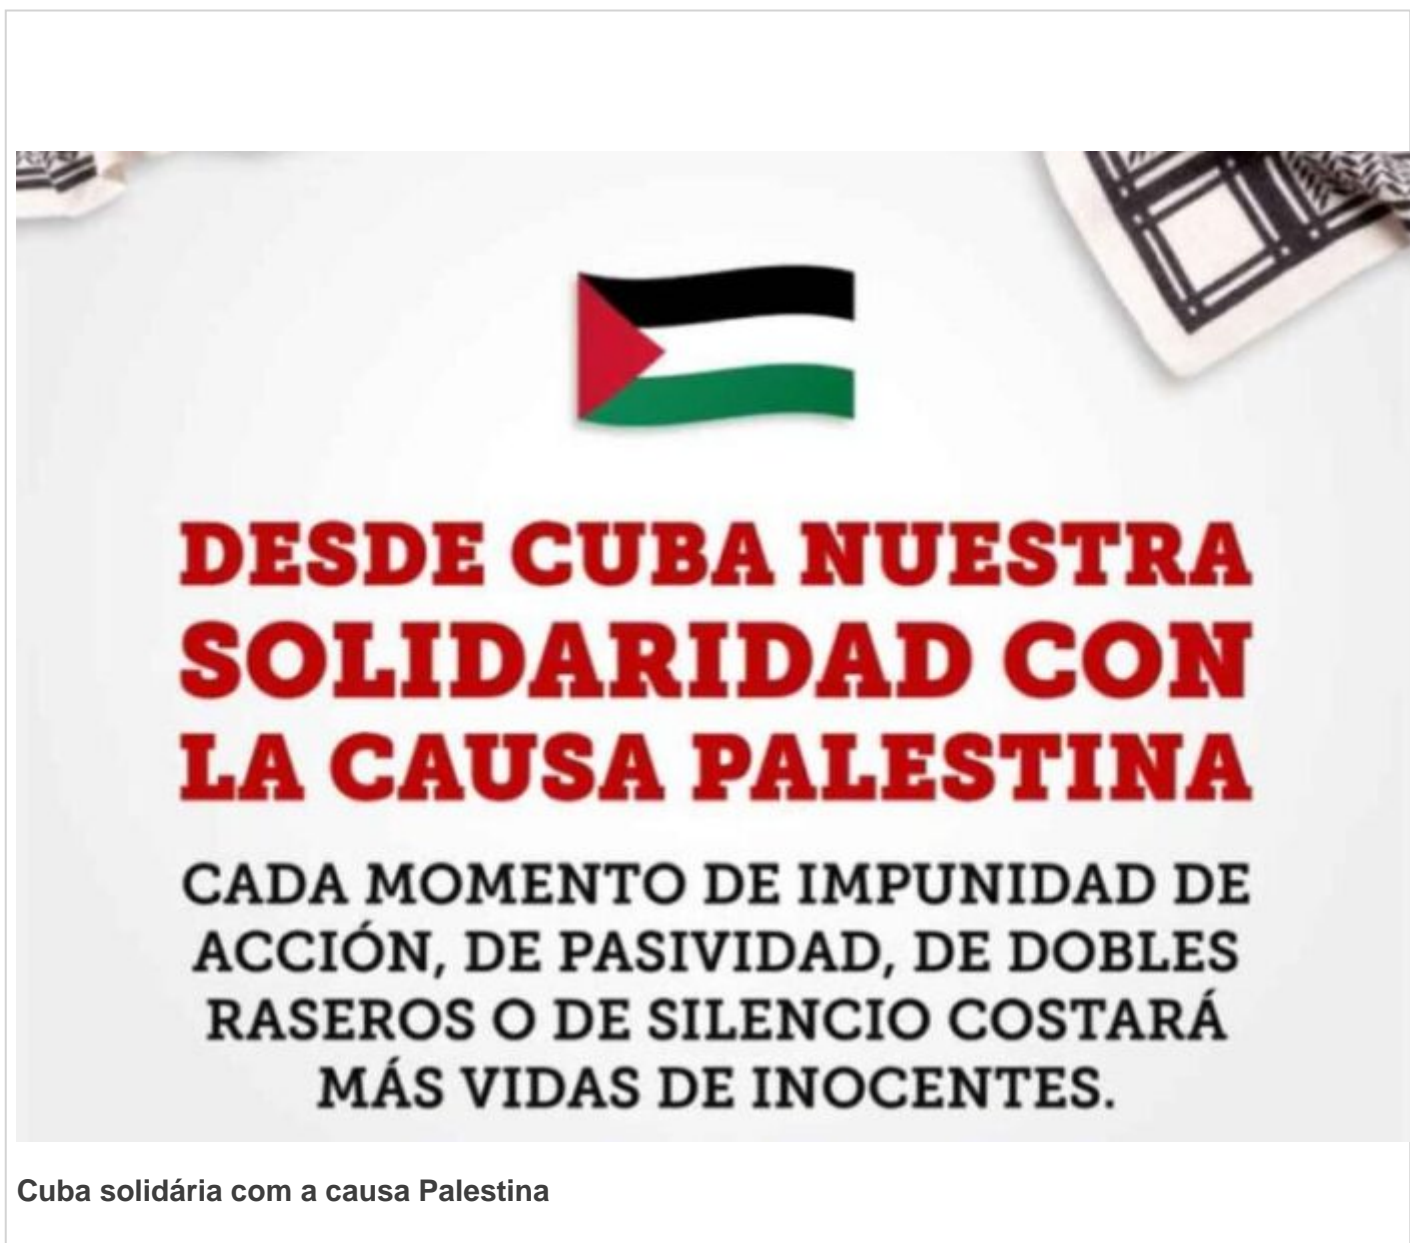 DESDE CUBA NUESTRA
SOLIDARIDAD CON
LA CAUSA PALESTINA
CADA MOMENTO DE IMPUNIDAD DE
ACCIÓN, DE PASIVIDAD, DE DOBLES
RASEROS O DE SILENCIO COSTARÁ
MÁS VIDAS DE INOCENTES.
Cuba solidária com a causa Palestina